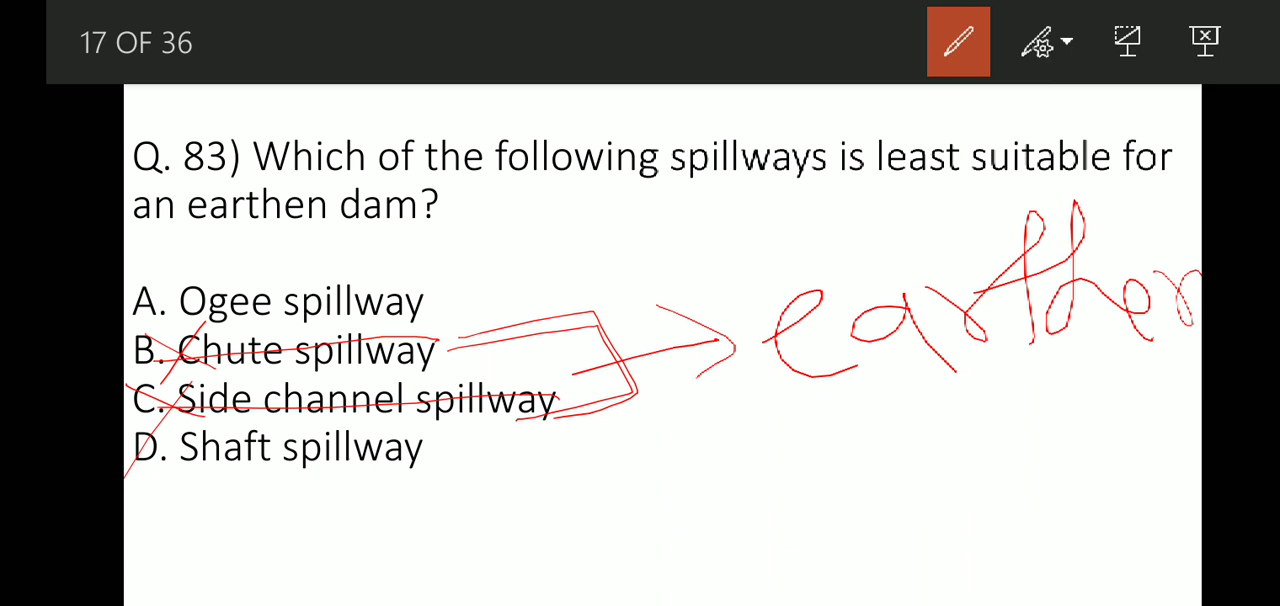 17 OF 36
Q. 83) Which of the following spillways is least suitable for
an earthen dam?
A. Ogee spillway
B. Chute spillway
C. Side channel spillway
D. Shaft spillway
earthen